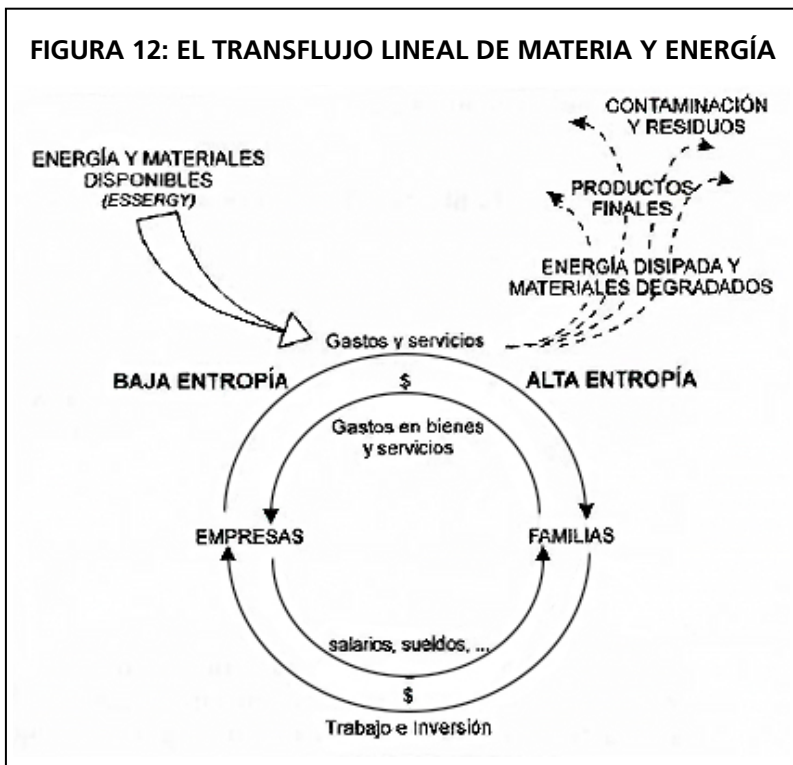 FIGURA 12: EL TRANSFLUJO LINEAL DE MATERIA Y ENERGÍA
CONTAMINACIÓN
Y RESIDUOS
ENERGÍA Y MATERIALES
DISPONIBLES
(ESSERGY)
PRODUCTOS
FINALES
ENERGÍA DISIPADA Y
MATERIALES DEGRADADOS
Gastos y servicios
BAJA ENTROPÍA
$
ALTA ENTROPÍA
Gastos en bienes
y servicios
EMPRESAS
FAMILIAS
salarios, sueldos, ...
$
Trabajo e Inversión